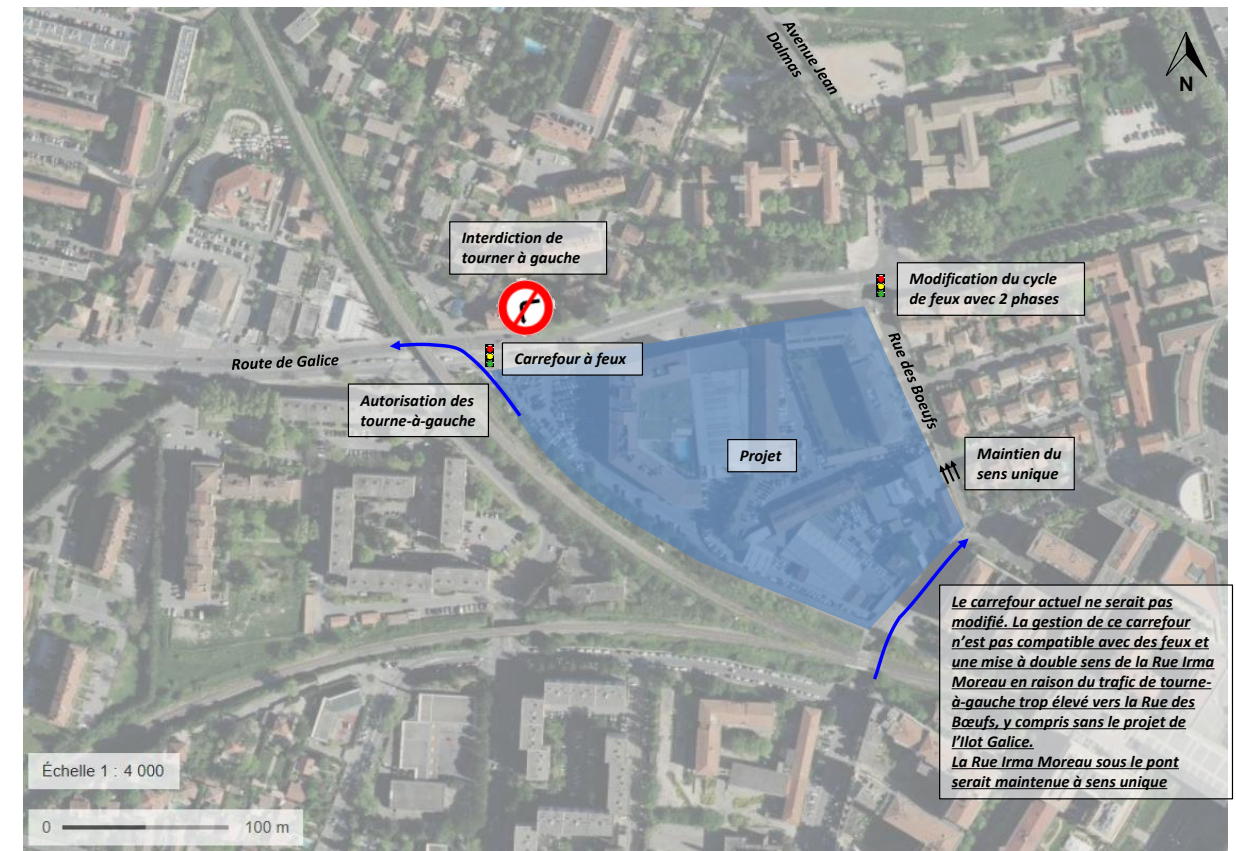 Avenue Jean
Dalmas
N
Interdiction de
tourner à gauche
Modification du cycle
de feux avec 2 phases
Carrefour à feux
Route de Galice
Rue des Boeufs
Autorisation des
tourne-à-gauche
Projet
Maintien du
sens unique
Le carrefour actuel ne serait pas
modifié. La gestion de ce carrefour
n’est pas compatible avec des feux et
une mise à double sens de la Rue Irma
Moreau en raison du trafic de tourne-
à-gauche trop élevé vers la Rue des
Bœufs, y compris sans le projet de
l’Ilot Galice.
La Rue Irma Moreau sous le pont
serait maintenue à sens unique
Échelle 1 : 4 000
0 100 m